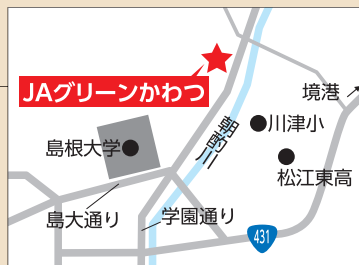 境港
JAグリーンかわつ
川津小
島根大学
朝酌川
松江東高
島大通り
学園通り
431